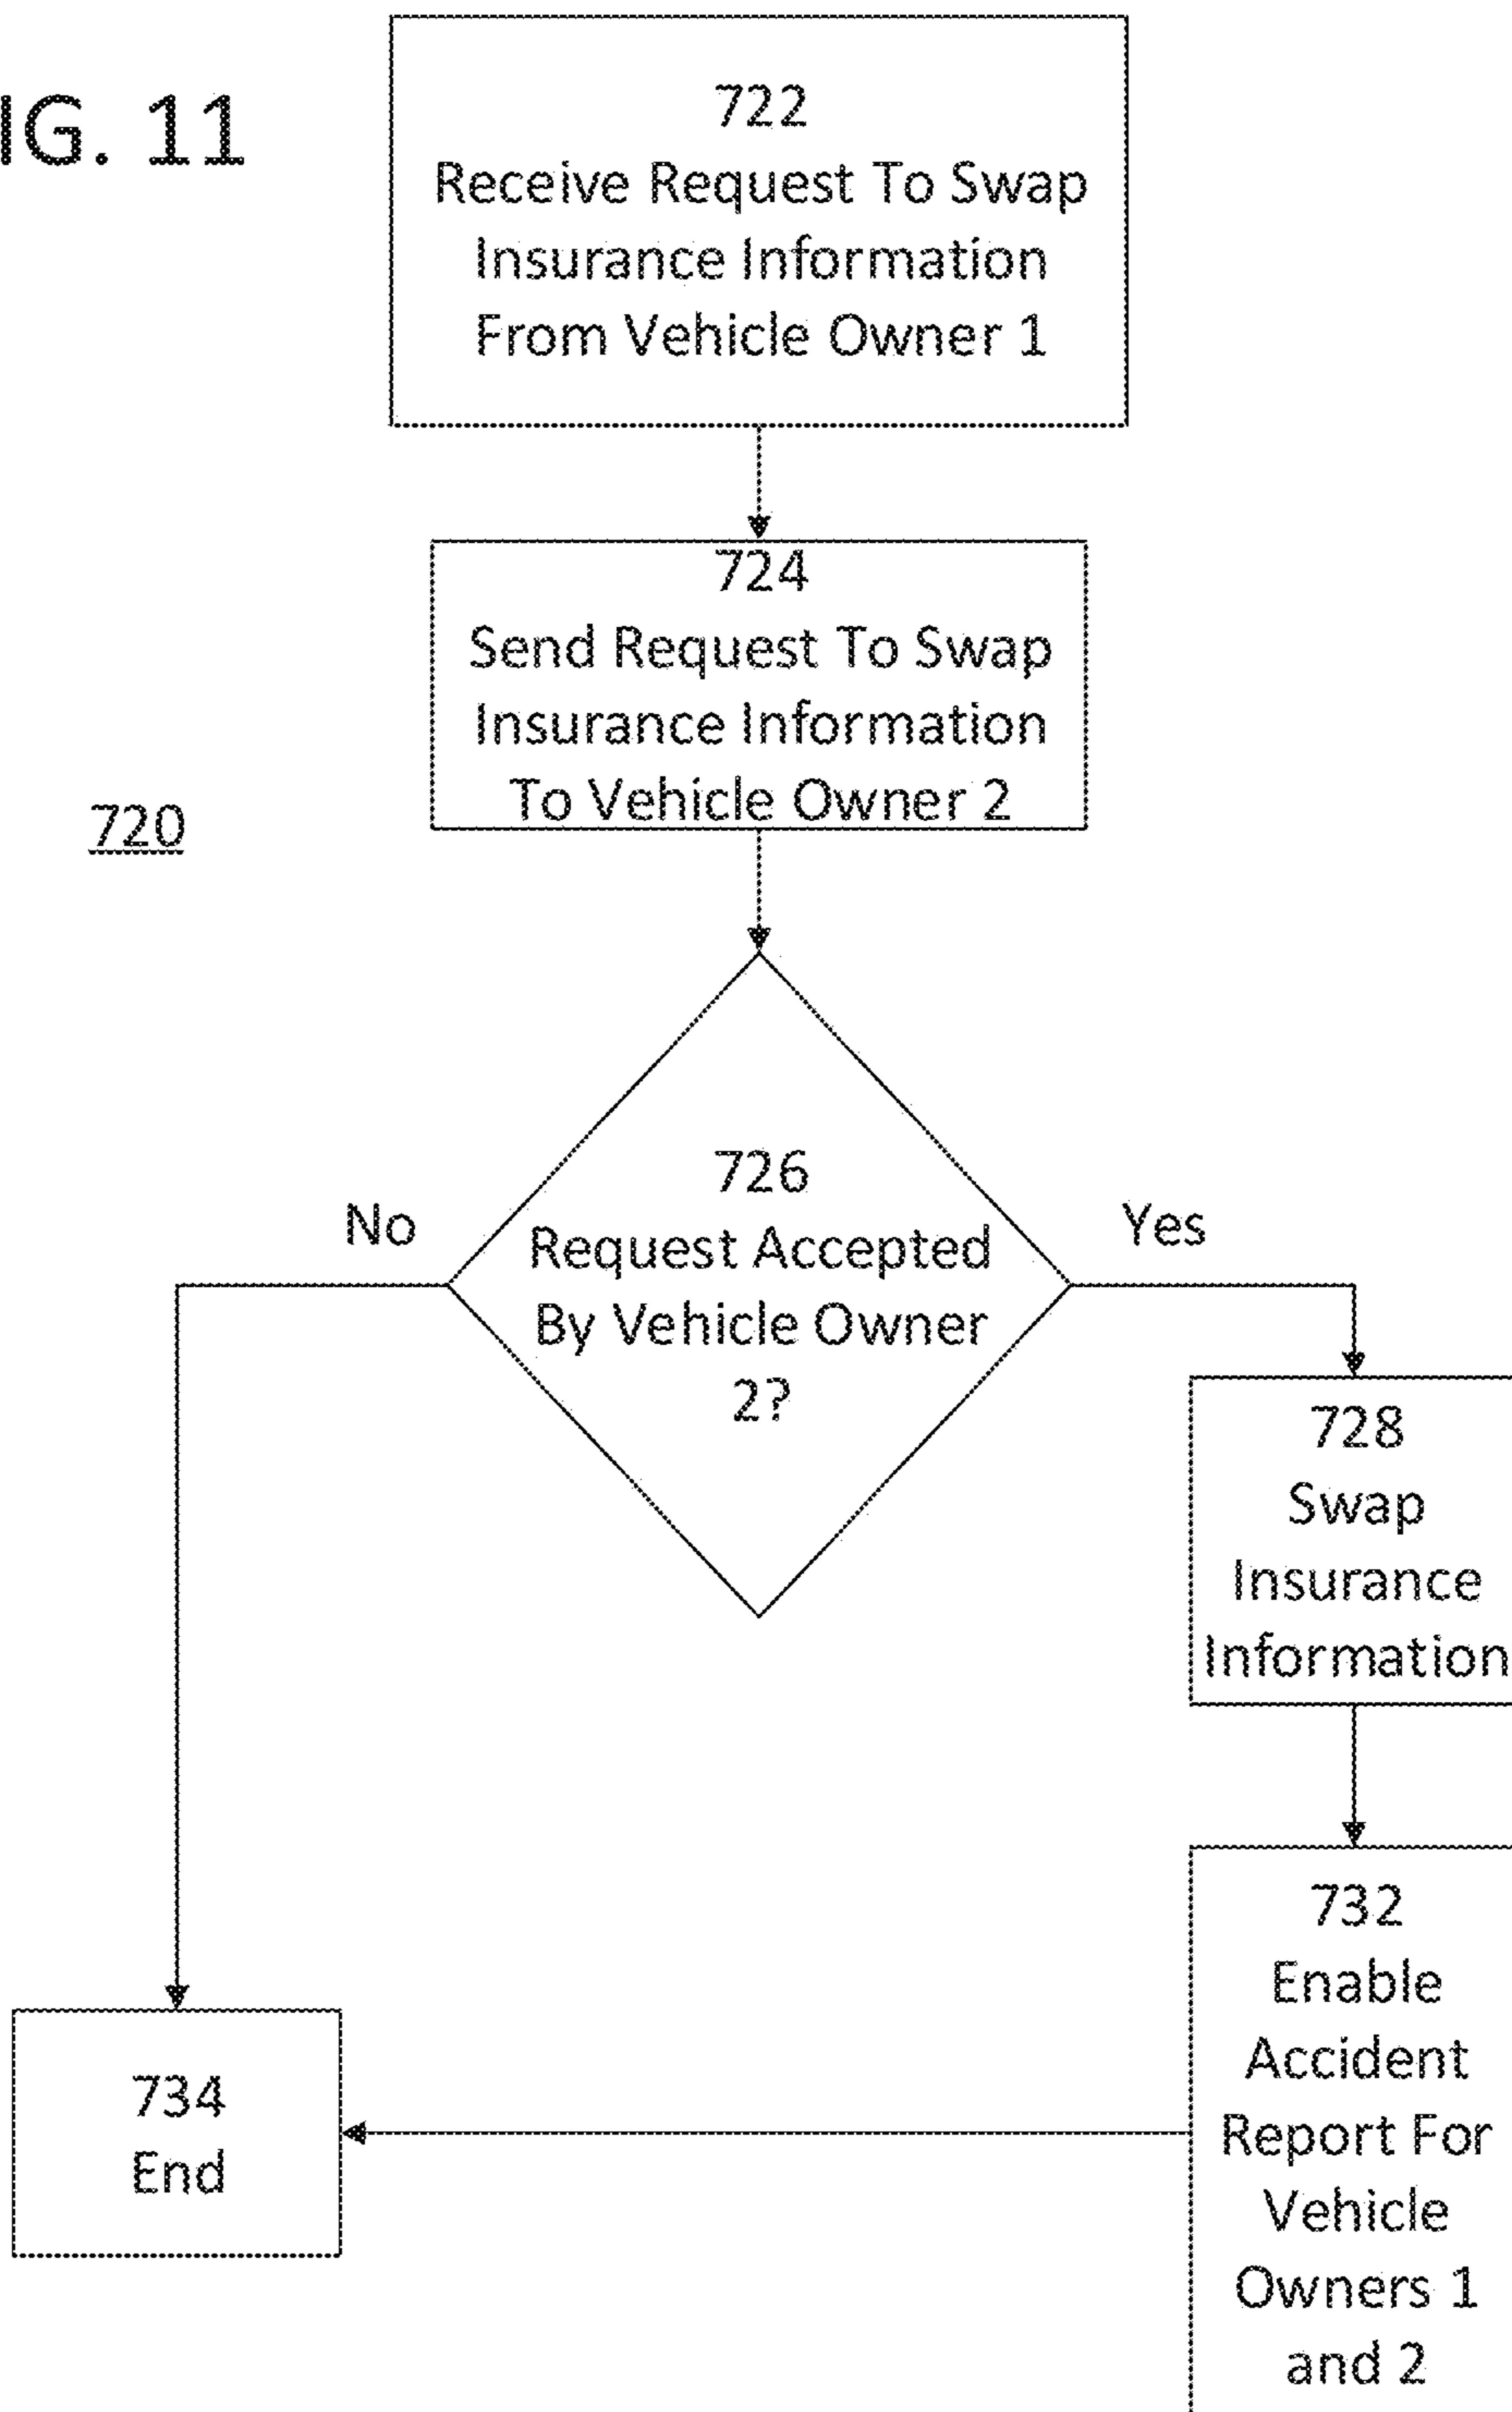 IG. 11
722
Receive Request To Swap
Insurance Information
From Vehicle Owner 1
724
Send Request To Swap
Insurance Information
To Vehicle Owner 2
720
726
Request Accepted
By Vehicle Owner
2?
No
Yes
728
Swap
Insurance
Information
732
Enable
Accident
Report For
Vehicle
Owners 1
and 2
734
End